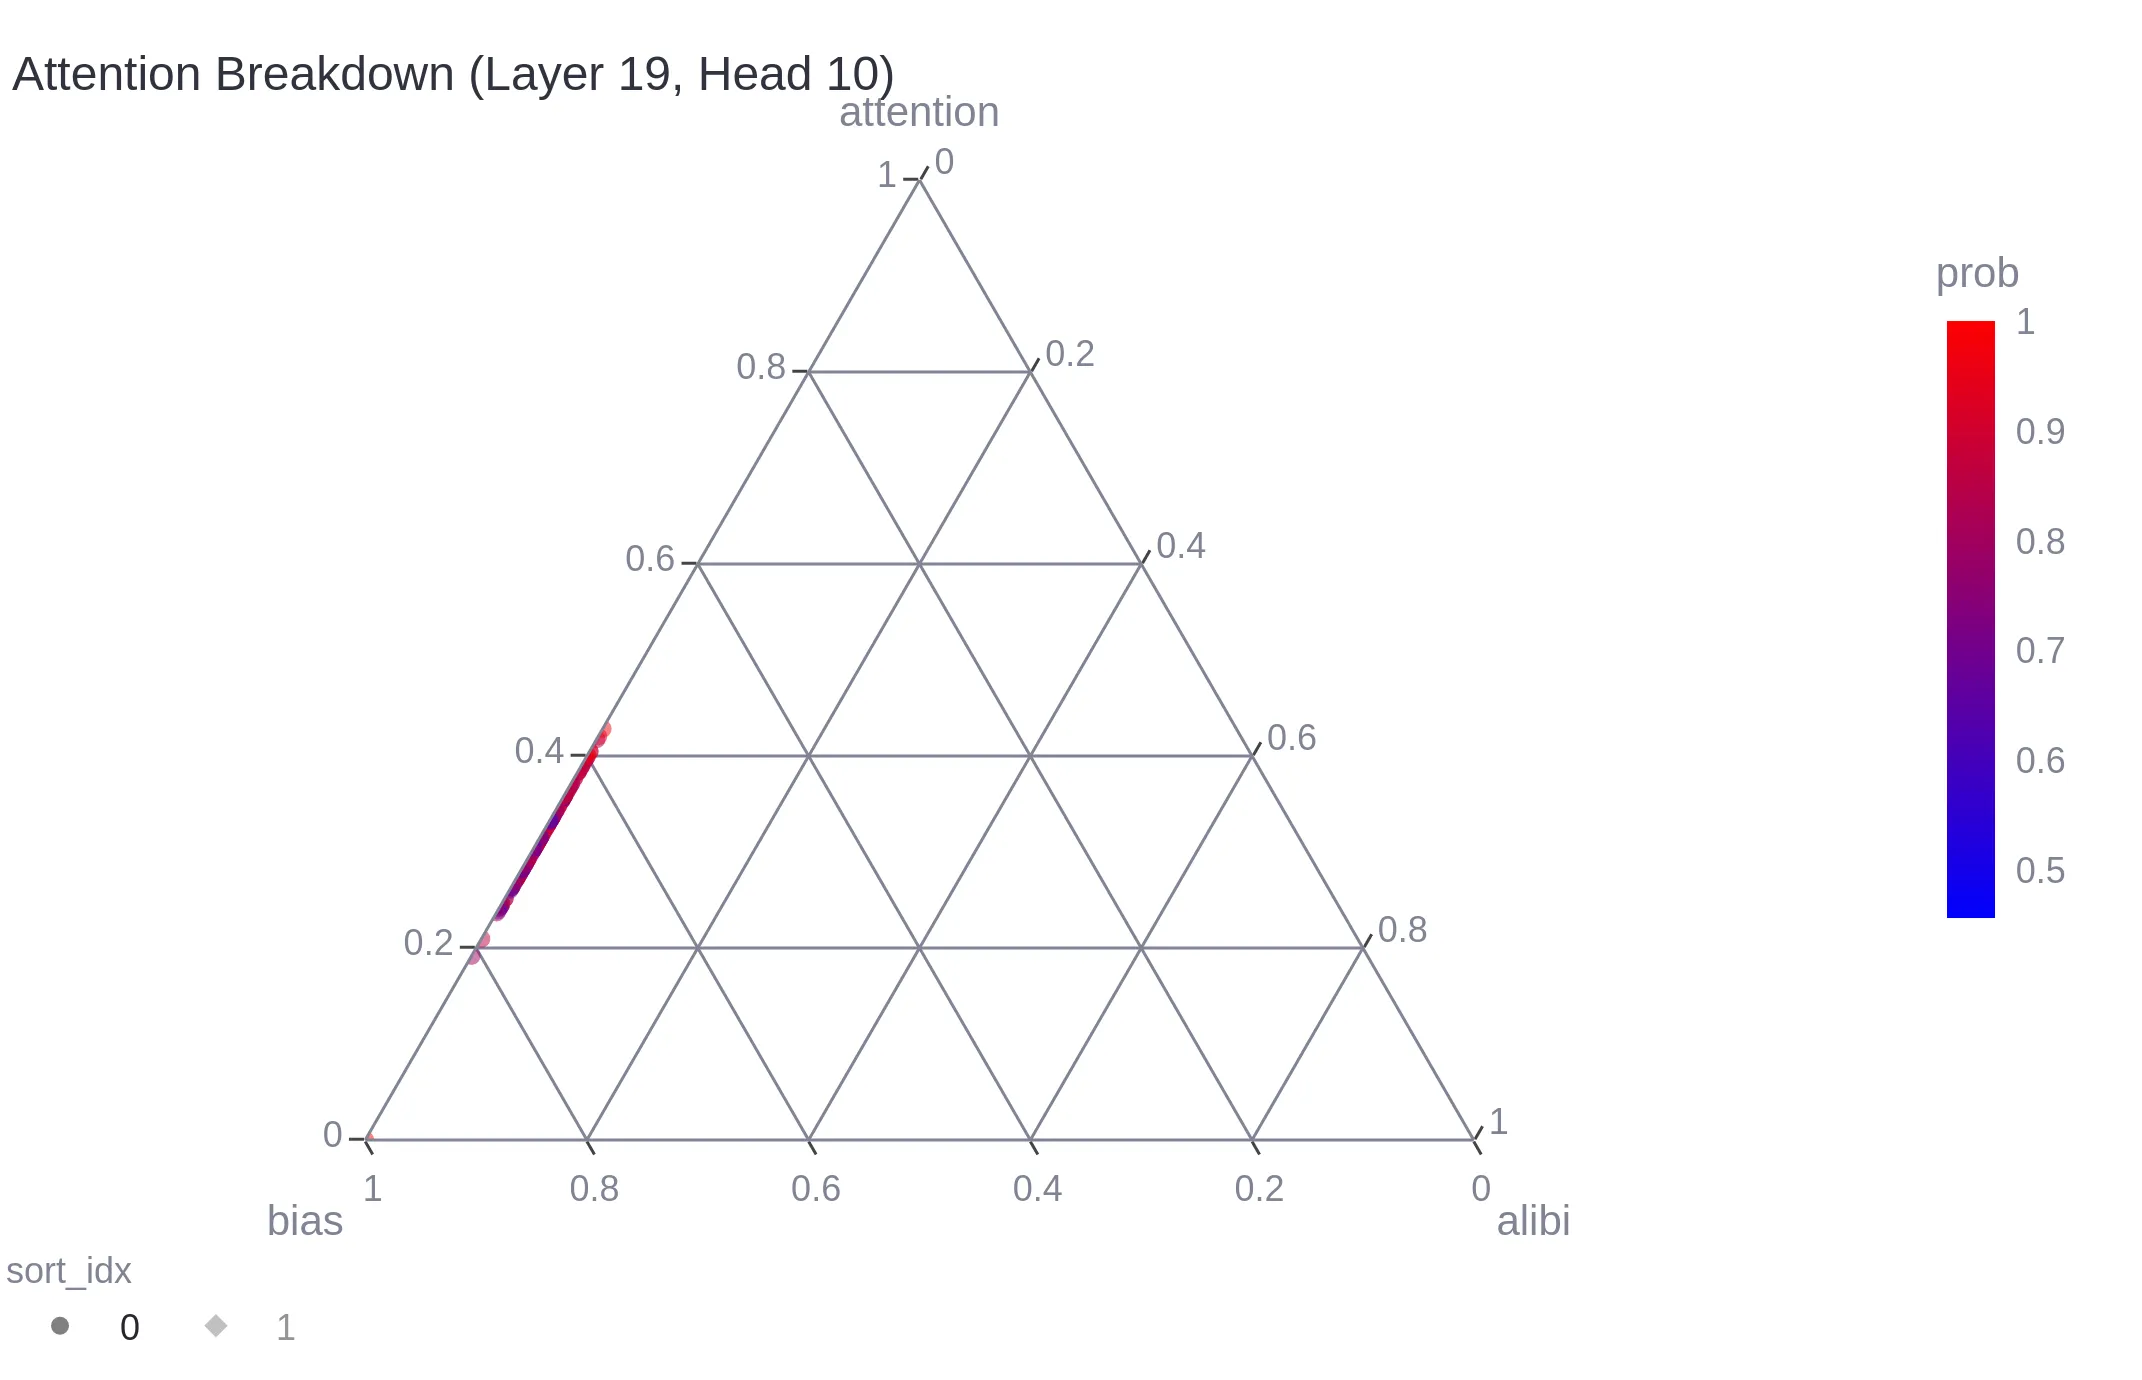 Attention Breakdown (Layer 19, Head 10)
attention
1 0
0.8 0.2
0.6 0.4
0.4 0.6
0.2 0.8
0 1
1 0.8 0.6 0.4 0.2 0
bias alibi
prob
1
0.9
0.8
0.7
0.6
0.5
sort_idx
0 1